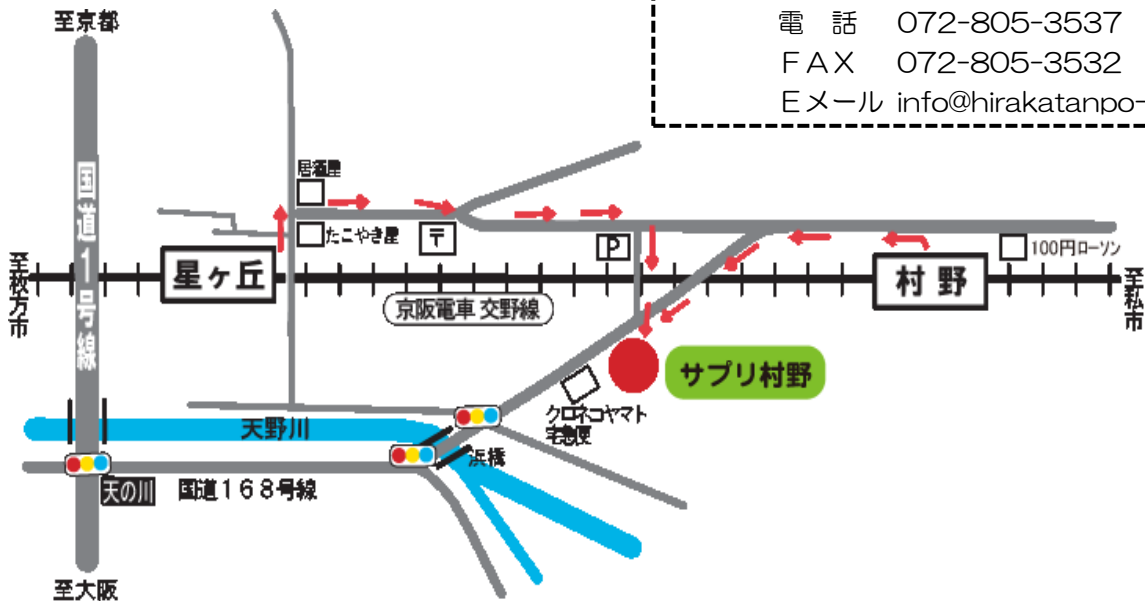 至京都
電 話 072-805-3537
FAX 072-805-3532
Eメール info@hirakatanpo-
居酒屋
国道1号線
たこやき屋
〒
P
100円ローソン
至枚方市
星ヶ丘
村野
至私市
京阪電車 交野線
サプリ村野
クロネコヤマト
宅急便
天野川
浜橋
天の川
国道168号線
至大阪